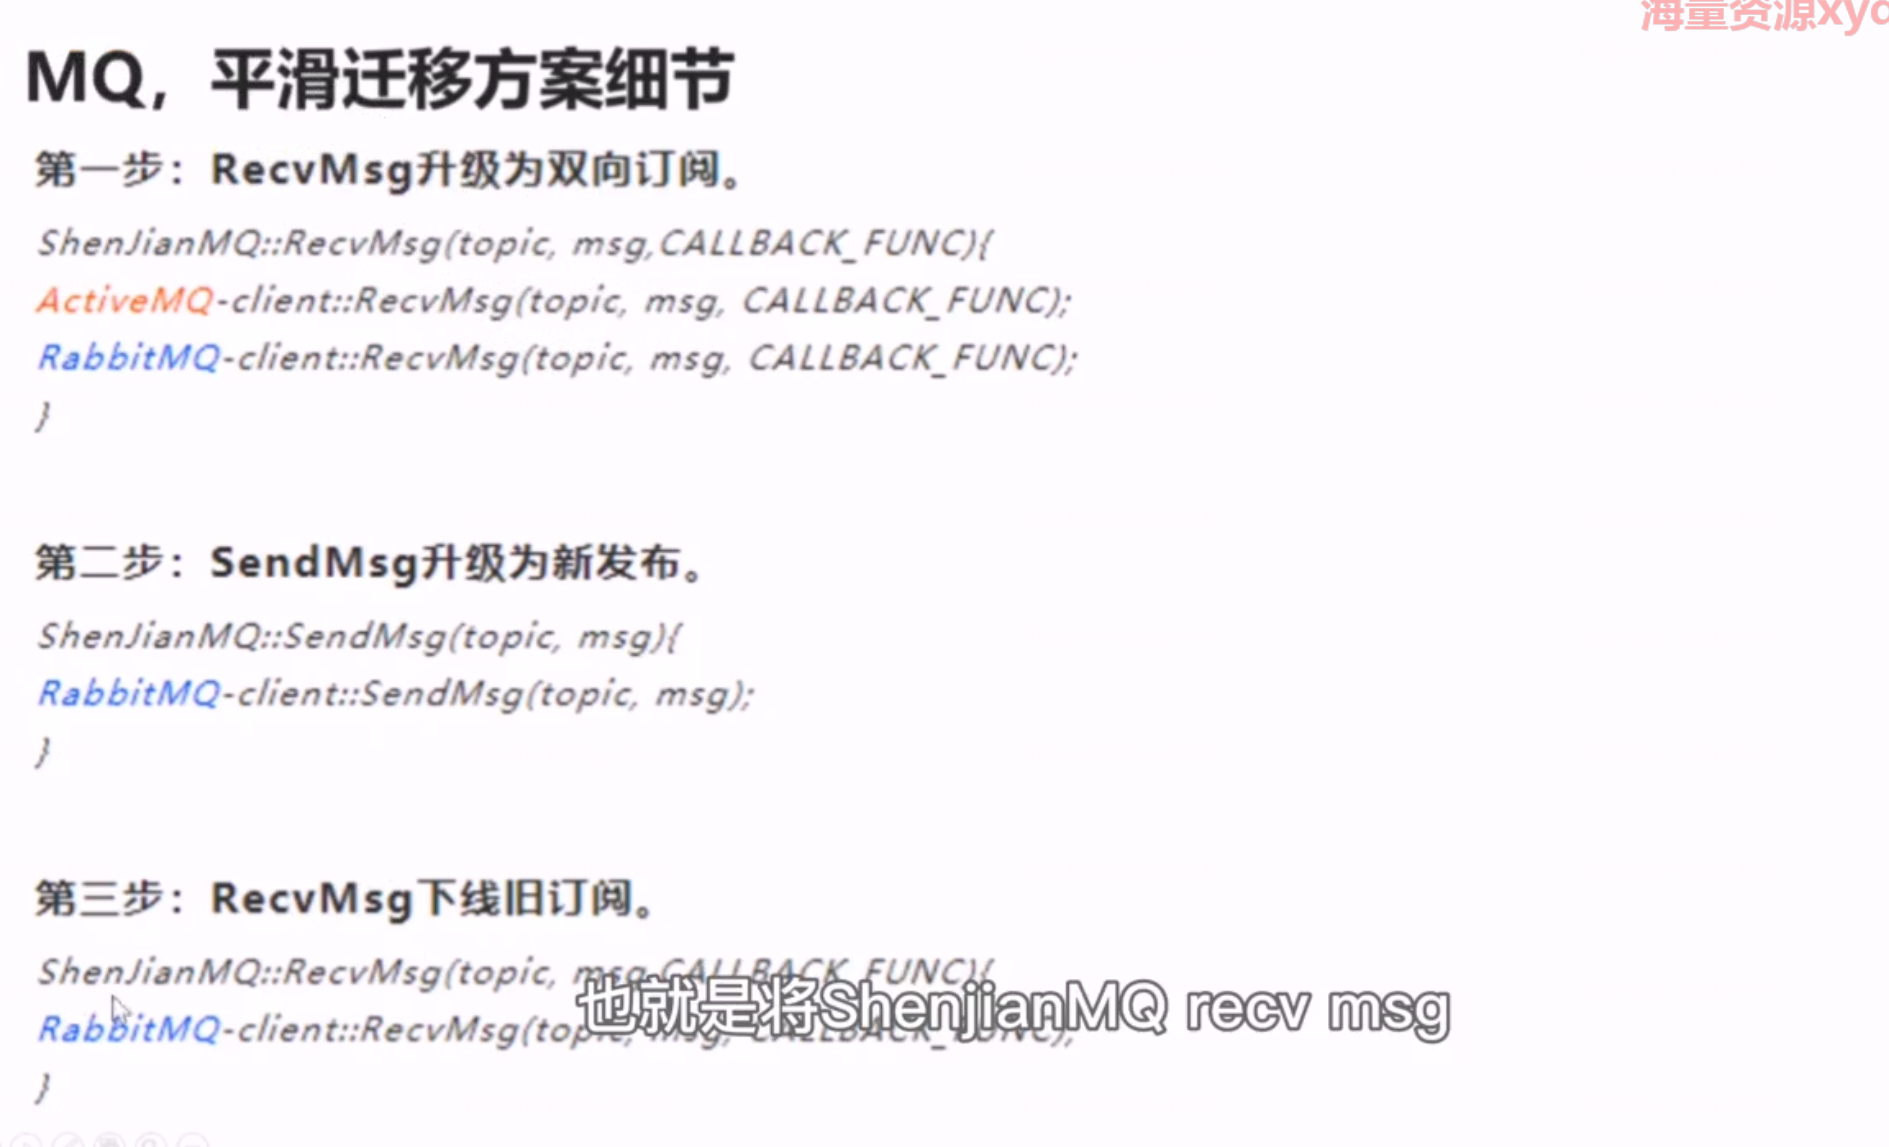 海量资源xyd
MQ，平滑迁移方案细节
第一步：RecvMsg升级为双向订阅。
ShenJianMQ::RecvMsg(topic, msg,CALLBACK_FUNC){
ActiveMQ-client::RecvMsg(topic, msg, CALLBACK_FUNC);
RabbitMQ-client::RecvMsg(topic, msg, CALLBACK_FUNC);
}
第二步：SendMsg升级为新发布。
ShenJianMQ::SendMsg(topic, msg){
RabbitMQ-client::SendMsg(topic, msg);
}
第三步：RecvMsg下线旧订阅。
ShenJianMQ::RecvMsg(topic, msg,CALLBACK_FUNC){
也就是将ShenjianMQ recv msg
RabbitMQ-client::RecvMsg(topic, msg, CALLBACK_FUNC);
}